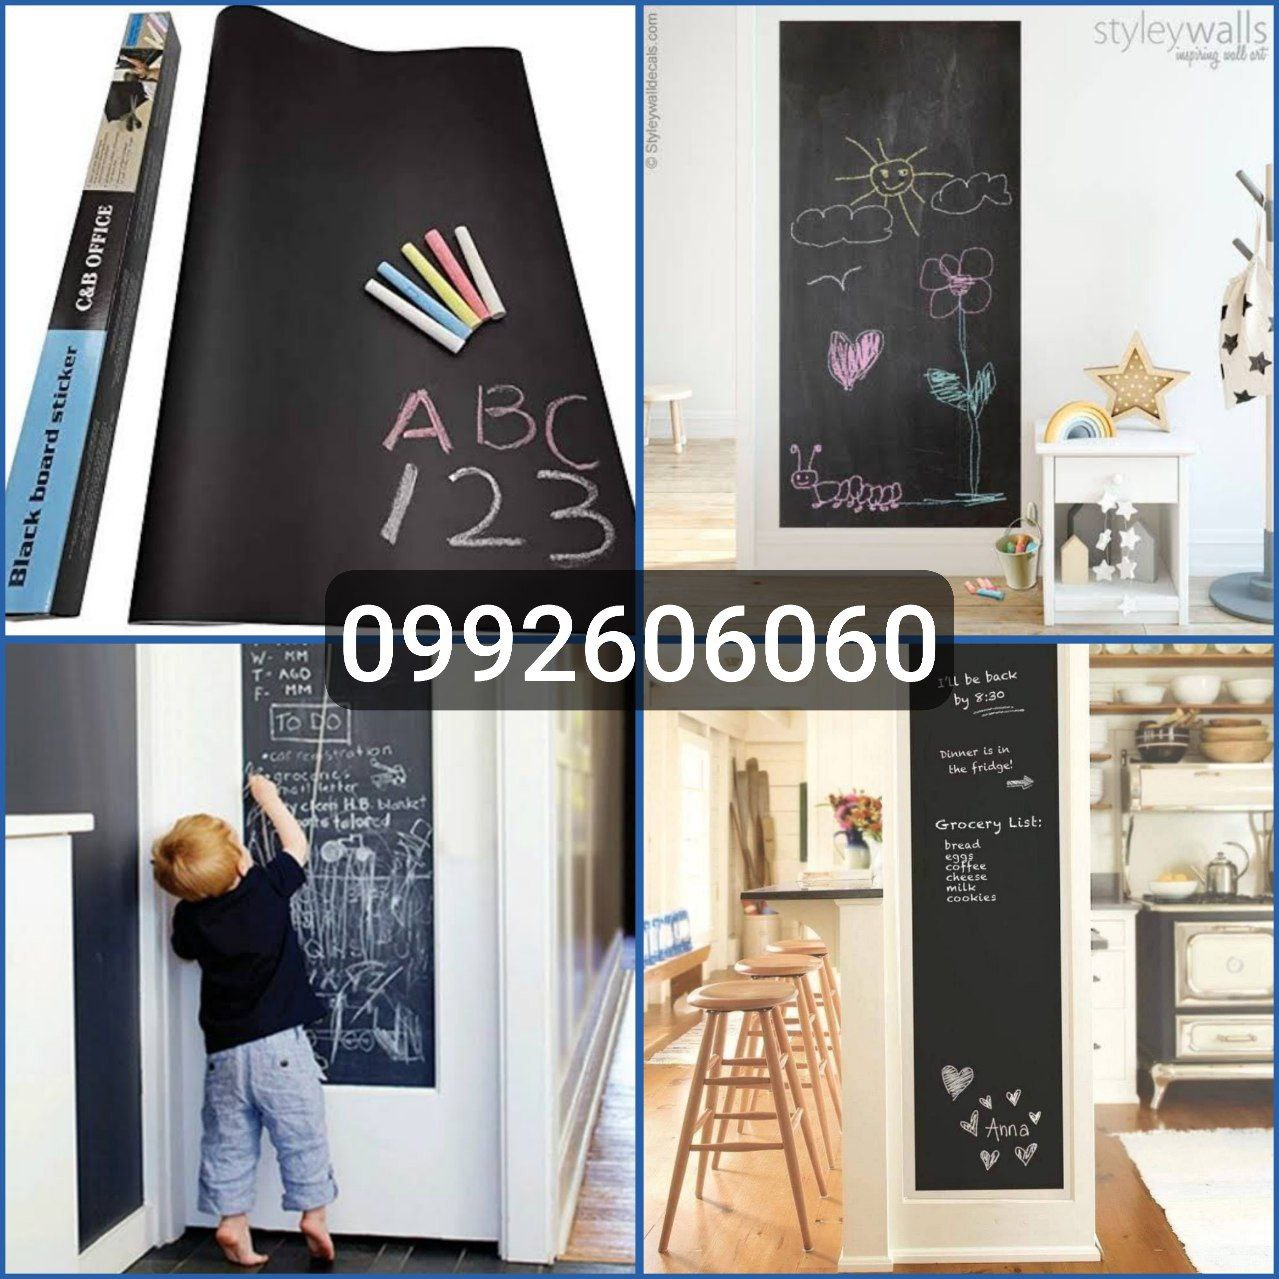 C&B OFFICE
Black board sticker
ABC
123
styleywalls
inspiring wall art
© Styleywalldecals.com
0992606060
W- MM
T- AGO
F- MM
TO DO
• car registration
• groceries
I'll be back
by 8:30
Dinner is in
the fridge!
Grocery List:
bread
eggs
coffee
cheese
milk
cookies
Anna